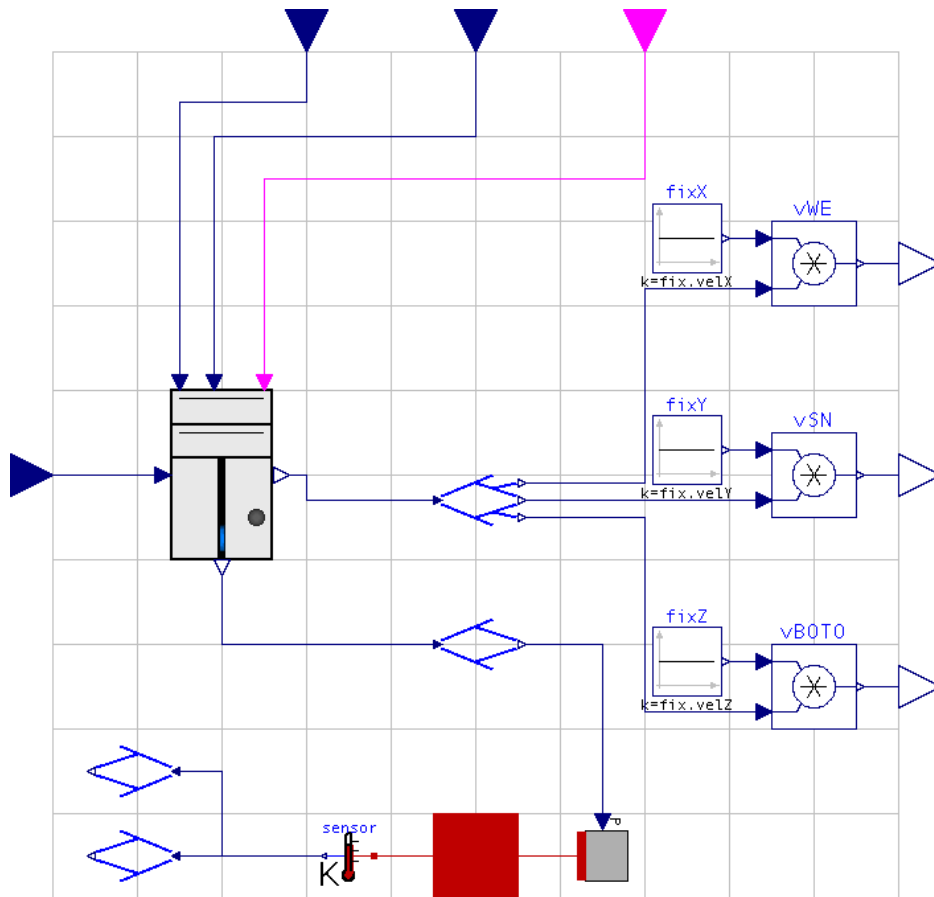 fixX
vWE
k=fix.velX
fixY
vSN
k=fix.velY
fixZ
vBOTO
k=fix.velZ
P
sensor
K